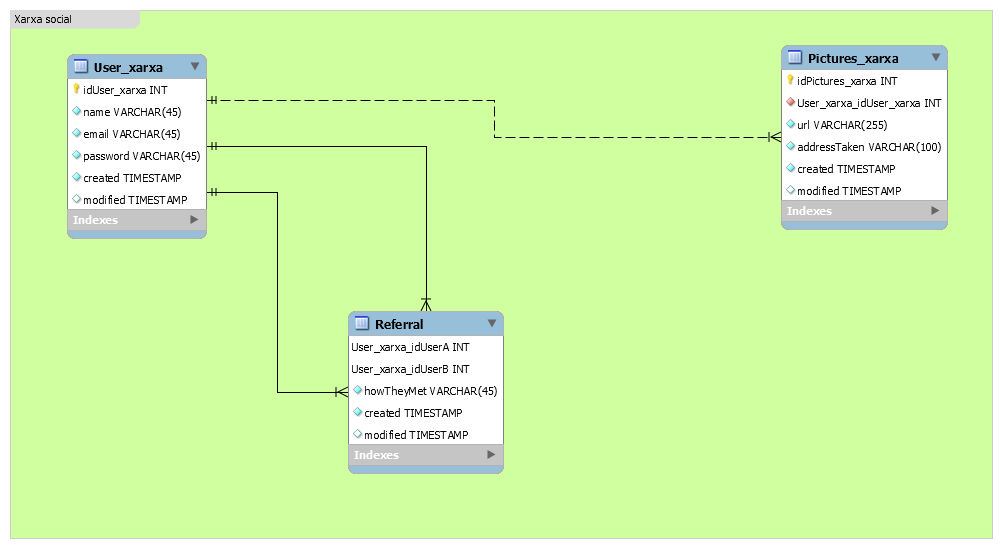 Xarxa social
User_xarxa
idUser_xarxa INT
name VARCHAR(45)
email VARCHAR(45)
password VARCHAR(45)
created TIMESTAMP
modified TIMESTAMP
Indexes
Pictures_xarxa
idPictures_xarxa INT
User_xarxa_idUser_xarxa INT
url VARCHAR(255)
addressTaken VARCHAR(100)
created TIMESTAMP
modified TIMESTAMP
Indexes
Referral
User_xarxa_idUserA INT
User_xarxa_idUserB INT
howTheyMet VARCHAR(45)
created TIMESTAMP
modified TIMESTAMP
Indexes